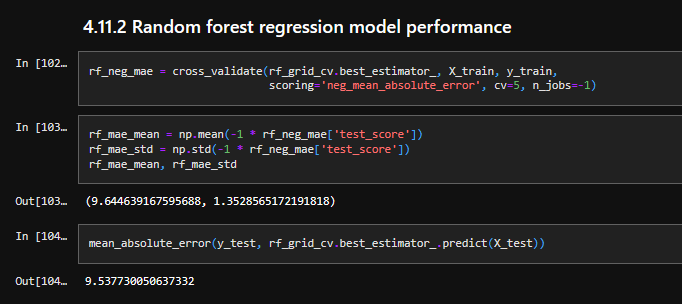 4.11.2 Random forest regression model performance
In [102…
rf_neg_mae = cross_validate(rf_grid_cv.best_estimator_, X_train, y_train,
scoring='neg_mean_absolute_error', cv=5, n_jobs=-1)
In [103…
rf_mae_mean = np.mean(-1 * rf_neg_mae['test_score'])
rf_mae_std = np.std(-1 * rf_neg_mae['test_score'])
rf_mae_mean, rf_mae_std
Out[103…
(9.644639167595688, 1.3528565172191818)
In [104…
mean_absolute_error(y_test, rf_grid_cv.best_estimator_.predict(X_test))
Out[104…
9.537730050637332